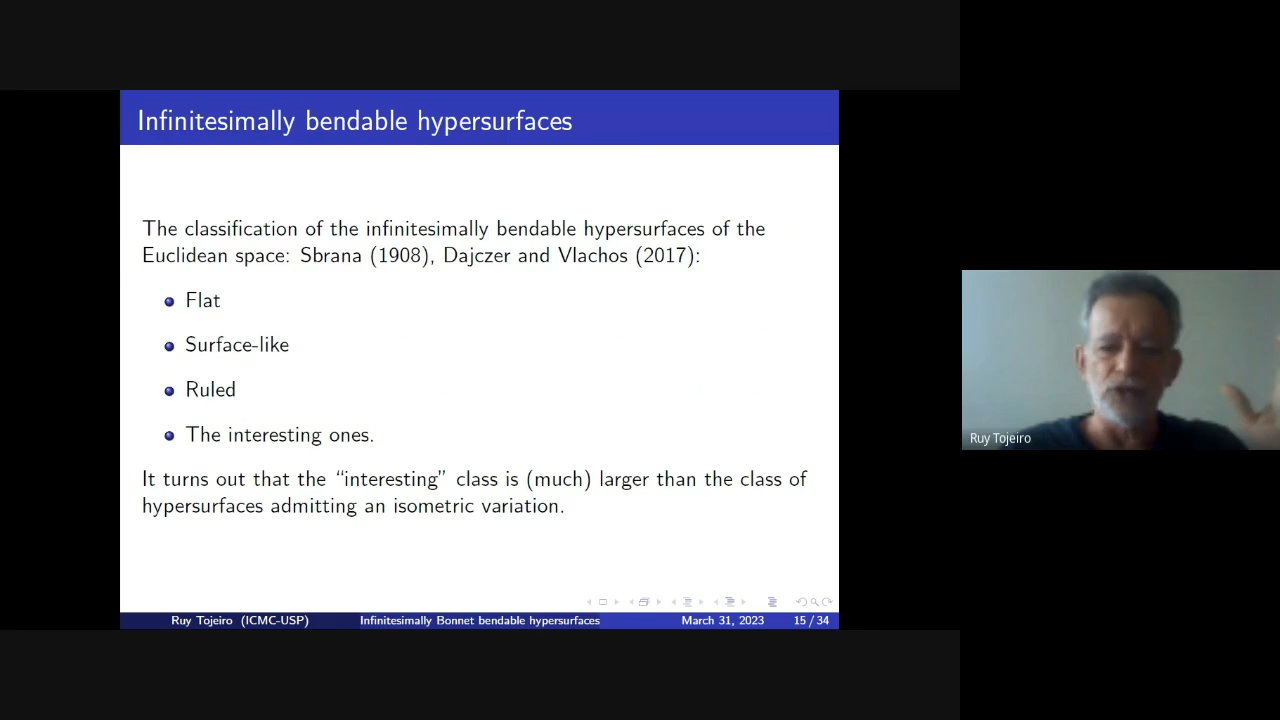 Infinitesimally bendable hypersurfaces
The classification of the infinitesimally bendable hypersurfaces of the
Euclidean space: Sbrana (1908), Dajczer and Vlachos (2017):
Flat
Surface-like
Ruled
The interesting ones.
It turns out that the “interesting” class is (much) larger than the class of
hypersurfaces admitting an isometric variation.
Ruy Tojeiro (ICMC-USP) Infinitesimally Bonnet bendable hypersurfaces March 31, 2023 15 / 34
Ruy Tojeiro